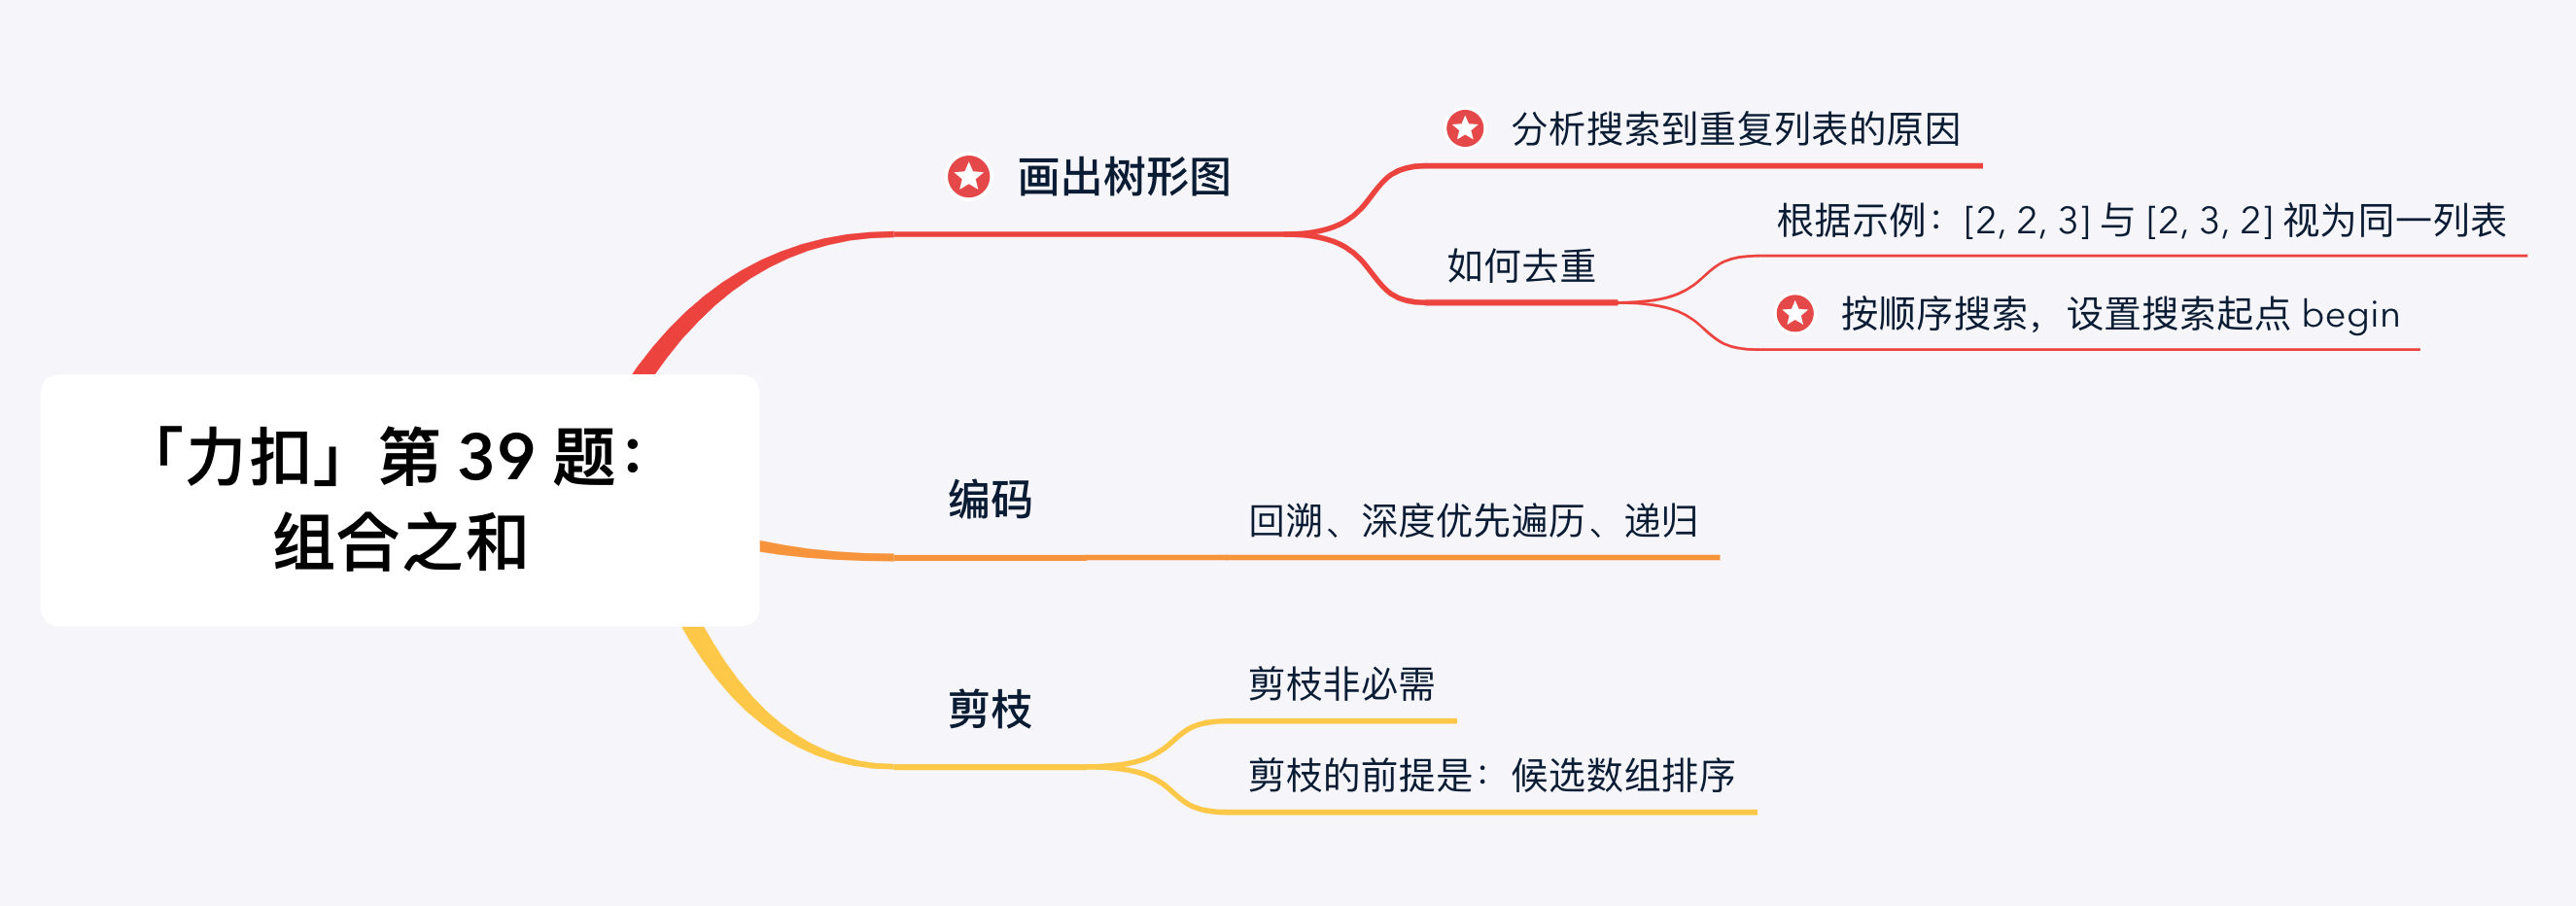 「力扣」第 39 题：
组合之和
画出树形图
分析搜索到重复列表的原因
如何去重
根据示例：[2, 2, 3] 与 [2, 3, 2] 视为同一列表
按顺序搜索，设置搜索起点 begin
编码
回溯、深度优先遍历、递归
剪枝
剪枝非必需
剪枝的前提是：候选数组排序